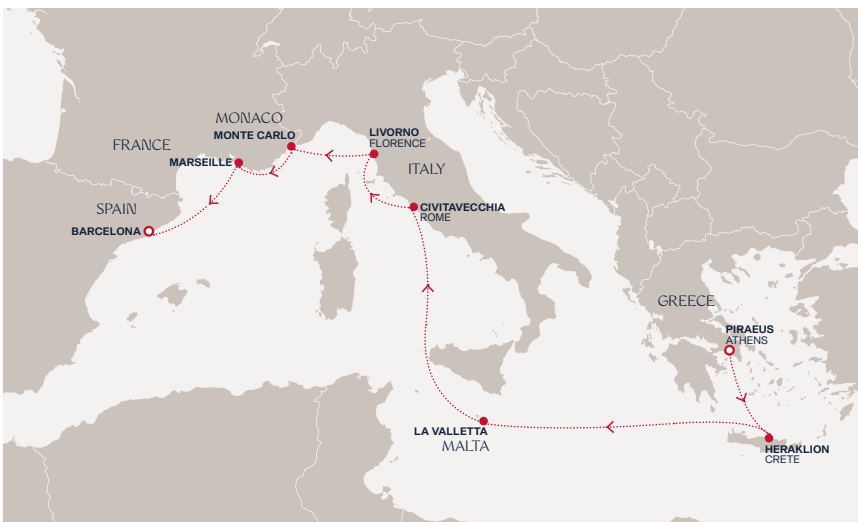 MONACO
MONTE CARLO
LIVORNO
FLORENCE
FRANCE
MARSEILLE
ITALY
SPAIN
BARCELONA
CIVITAVECCHIA
ROME
GREECE
PIRAEUS
ATHENS
LA VALLETTA
MALTA
HERAKLION
CRETE